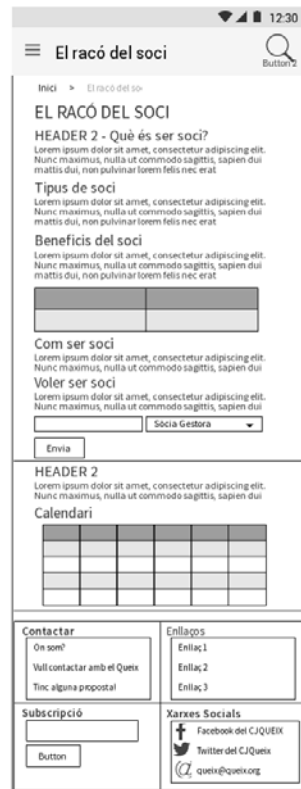 12:30
El racó del soci
Button 2
Inici > El racó del so
EL RACÓ DEL SOCI
HEADER 2 - Què és ser soci?
Lorem ipsum dolor sit amet, consectetur adipiscing elit.
Nunc maximus, nulla ut commodo sagittis, sapien dui
mattis dui, non pulvinar lorem felis nec erat
Tipus de soci
Lorem ipsum dolor sit amet, consectetur adipiscing elit.
Nunc maximus, nulla ut commodo sagittis, sapien dui
mattis dui, non pulvinar lorem felis nec erat
Beneficis del soci
Lorem ipsum dolor sit amet, consectetur adipiscing elit.
Nunc maximus, nulla ut commodo sagittis, sapien dui
mattis dui, non pulvinar lorem felis nec erat
Com ser soci
Lorem ipsum dolor sit amet, consectetur adipiscing elit.
Nunc maximus, nulla ut commodo sagittis, sapien dui
Voler ser soci
Lorem ipsum dolor sit amet, consectetur adipiscing elit.
Nunc maximus, nulla ut commodo sagittis, sapien dui
Sòcia Gestora
Envia
HEADER 2
Lorem ipsum dolor sit amet, consectetur adipiscing elit.
Nunc maximus, nulla ut commodo sagittis, sapien dui
Calendari
Contactar
On som?
Vull contactar amb el Queix
Tinc alguna proposta!
Enllaços
Enllaç 1
Enllaç 2
Enllaç 3
Subscripció
Button
Xarxes Socials
Facebook del CJQUEIX
Twitter del CJQueix
queix@queix.org